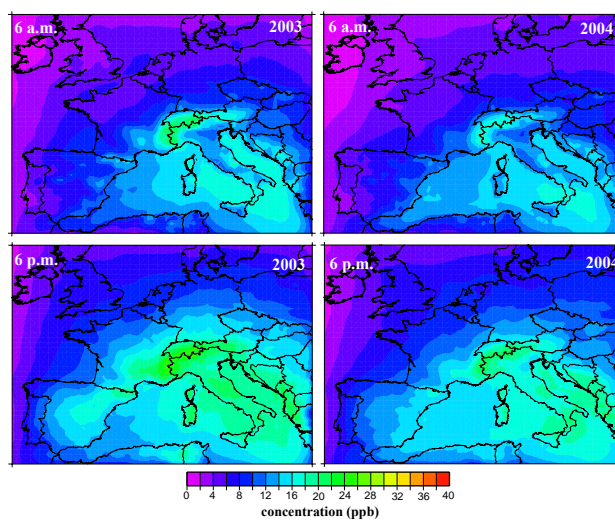 6 a.m. 2003
6 a.m. 2004
6 p.m. 2003
6 p.m. 2004
0 4 8 12 16 20 24 28 32 36 40
concentration (ppb)